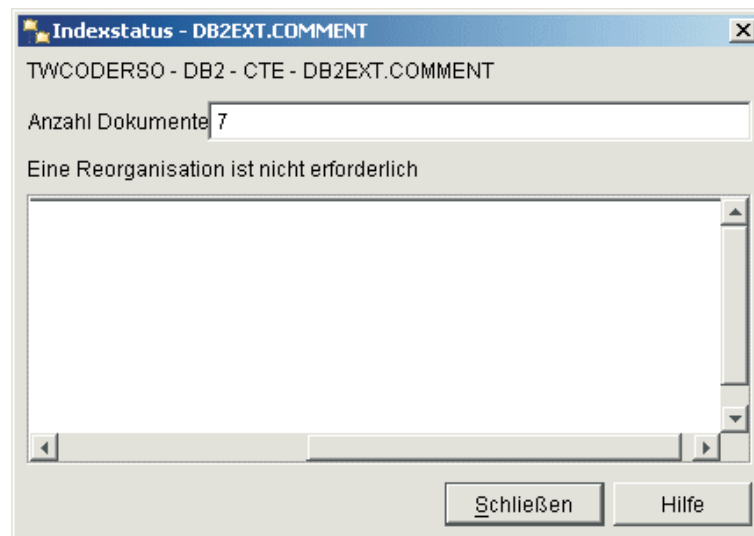 Indexstatus - DB2EXT.COMMENT
TWCODERSO - DB2 - CTE - DB2EXT.COMMENT
Anzahl Dokumente 7
Eine Reorganisation ist nicht erforderlich
Schließen Hilfe